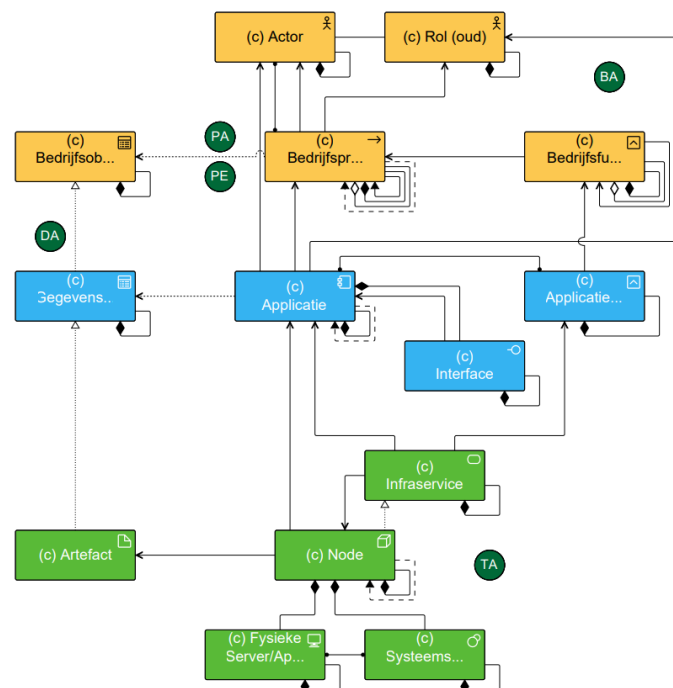 (c) Actor
(c) Rol (oud)
BA
PA
(c)
Bedrijfsob...
(c)
Bedrijfspr...
(c)
Bedrijfsfu...
PE
DA
(c)
Gegevens...
(c)
Applicatie
(c)
Applicatie...
(c)
Interface
(c)
Infraservice
(c) Artefact
(c) Node
TA
(c) Fysieke
Server/Ap...
(c)
Systeems...